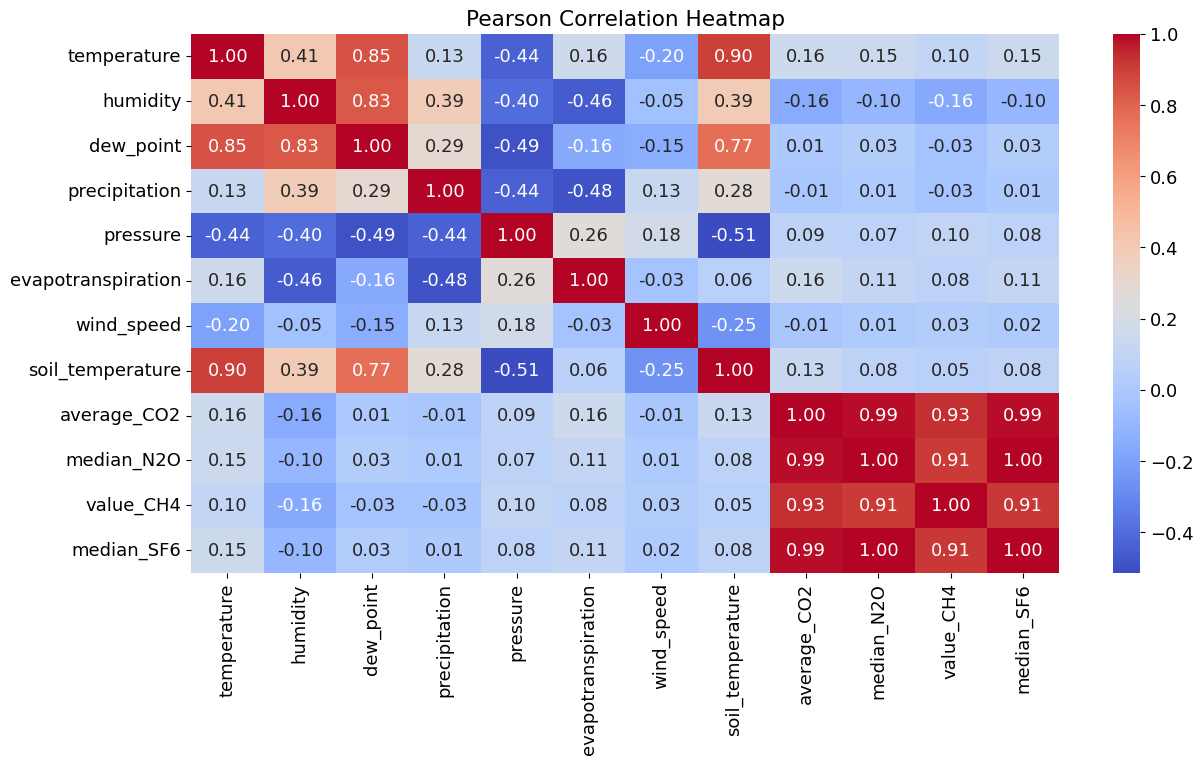 Pearson Correlation Heatmap
temperature 1.00 0.41 0.85 0.13 -0.44 0.16 -0.20 0.90 0.16 0.15 0.10 0.15
humidity 0.41 1.00 0.83 0.39 -0.40 -0.46 -0.05 0.39 -0.16 -0.10 -0.16 -0.10
dew_point 0.85 0.83 1.00 0.29 -0.49 -0.16 -0.15 0.77 0.01 0.03 -0.03 0.03
precipitation 0.13 0.39 0.29 1.00 -0.44 -0.48 0.13 0.28 -0.01 0.01 -0.03 0.01
pressure -0.44 -0.40 -0.49 -0.44 1.00 0.26 0.18 -0.51 0.09 0.07 0.10 0.08
evapotranspiration 0.16 -0.46 -0.16 -0.48 0.26 1.00 -0.03 0.06 0.16 0.11 0.08 0.11
wind_speed -0.20 -0.05 -0.15 0.13 0.18 -0.03 1.00 -0.25 -0.01 0.01 0.03 0.02
soil_temperature 0.90 0.39 0.77 0.28 -0.51 0.06 -0.25 1.00 0.13 0.08 0.05 0.08
average_CO2 0.16 -0.16 0.01 -0.01 0.09 0.16 -0.01 0.13 1.00 0.99 0.93 0.99
median_N2O 0.15 -0.10 0.03 0.01 0.07 0.11 0.01 0.08 0.99 1.00 0.91 1.00
value_CH4 0.10 -0.16 -0.03 -0.03 0.10 0.08 0.03 0.05 0.93 0.91 1.00 0.91
median_SF6 0.15 -0.10 0.03 0.01 0.08 0.11 0.02 0.08 0.99 1.00 0.91 1.00
temperature
humidity
dew_point
precipitation
pressure
evapotranspiration
wind_speed
soil_temperature
average_CO2
median_N2O
value_CH4
median_SF6
1.0
0.8
0.6
0.4
0.2
0.0
−0.2
−0.4